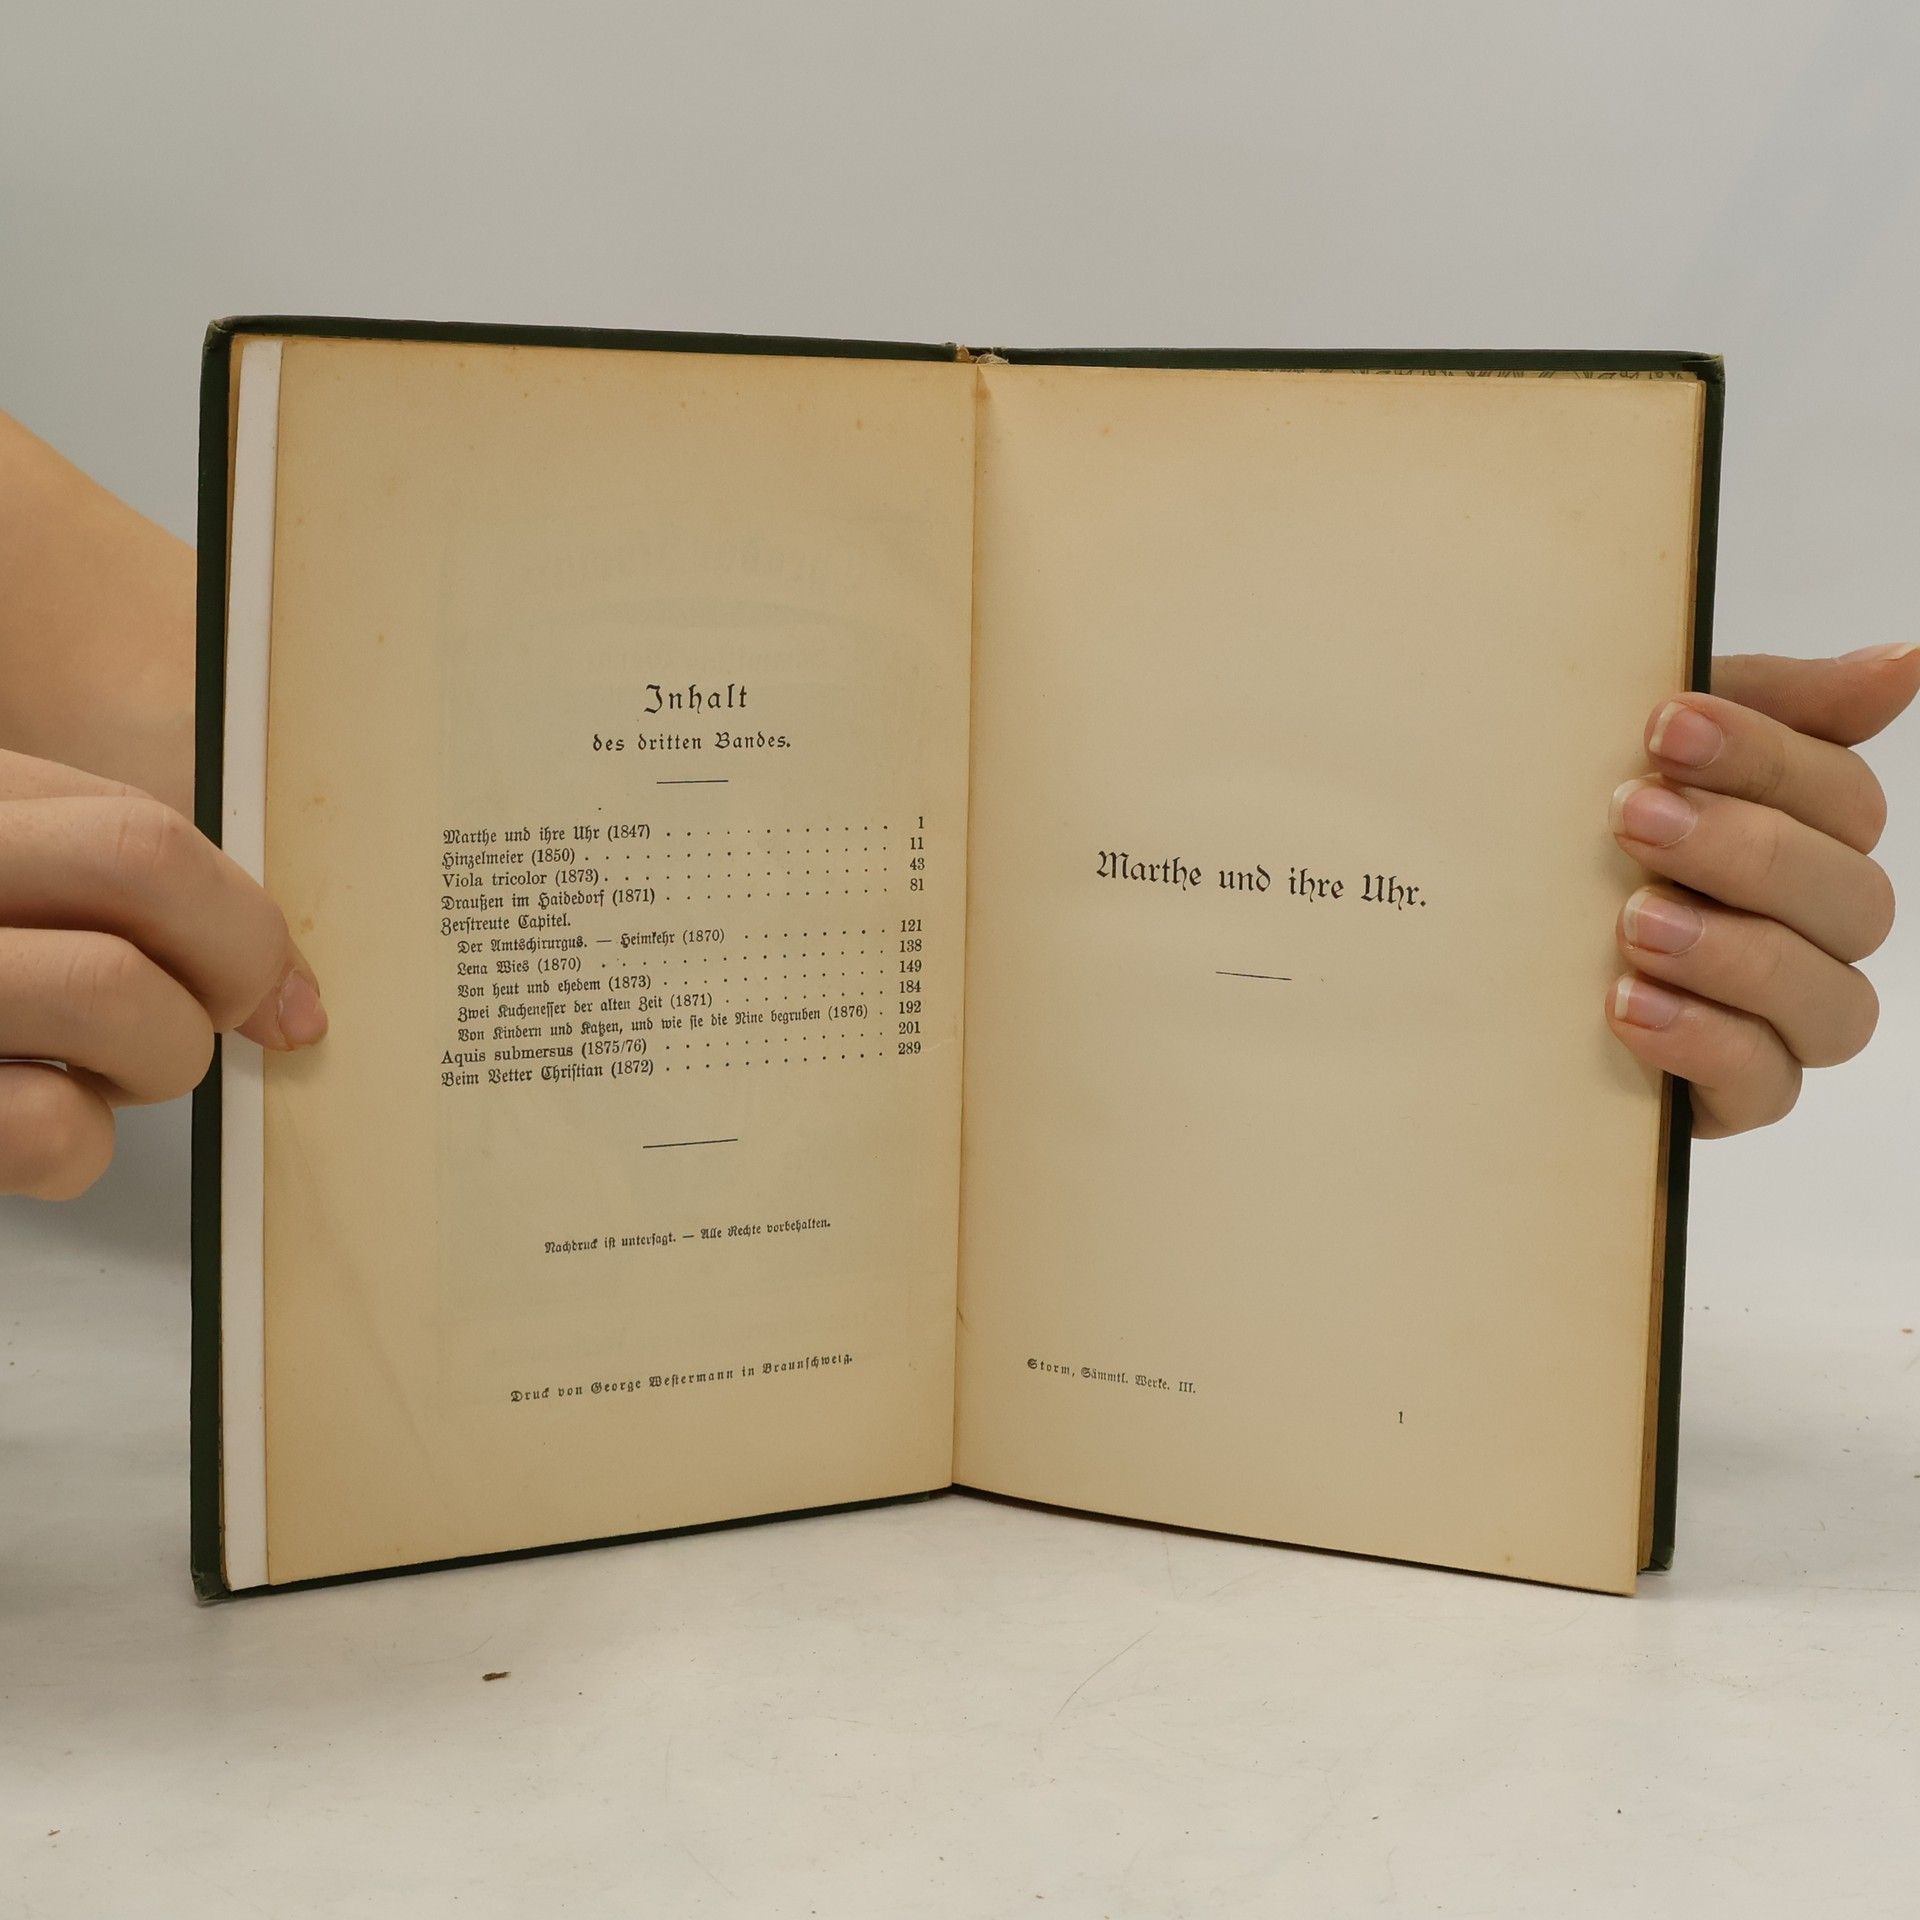 Inhalt
des dritten Bandes.
Marthe und ihre Uhr (1847) . . . . . . . . . . . . 1
Hinzelmeier (1850) . . . . . . . . . . . . . . . 11
Viola tricolor (1873) . . . . . . . . . . . . . . 43
Draußen im Haidedorf (1871) . . . . . . . . . . . 81
Zerstreute Capitel.
Der Amtschirurgus. — Heimkehr (1870) . . . . . . . . 121
Lena Wies (1870) . . . . . . . . . . . . . . 138
Von heut und ehedem (1873) . . . . . . . . . . . 149
Zwei Kuchenesser der alten Zeit (1871) . . . . . . . . 184
Von Kindern und Katzen, und wie sie die Nine begruben (1876) . 192
Aquis submersus (1875/76) . . . . . . . . . . . 201
Beim Vetter Christian (1872) . . . . . . . . . . . 289
Nachdruck ist untersagt. — Alle Rechte vorbehalten.
Druck von George Westermann in Braunschweig.
Marthe und ihre Uhr.
Storm, Sämmtl. Werke. III.
1